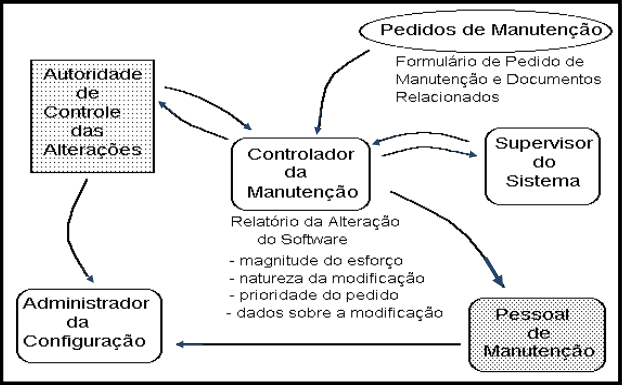 Pedidos de Manutenção
Formulário de Pedido de
Manutenção e Documentos
Relacionados
Autoridade
de
Controle
das
Alterações
Controlador
da
Manutenção
Supervisor
do
Sistema
Relatório da Alteração
do Software
- magnitude do esforço
- natureza da modificação
- prioridade do pedido
- dados sobre a modificação
Administrador
da
Configuração
Pessoal
de
Manutenção